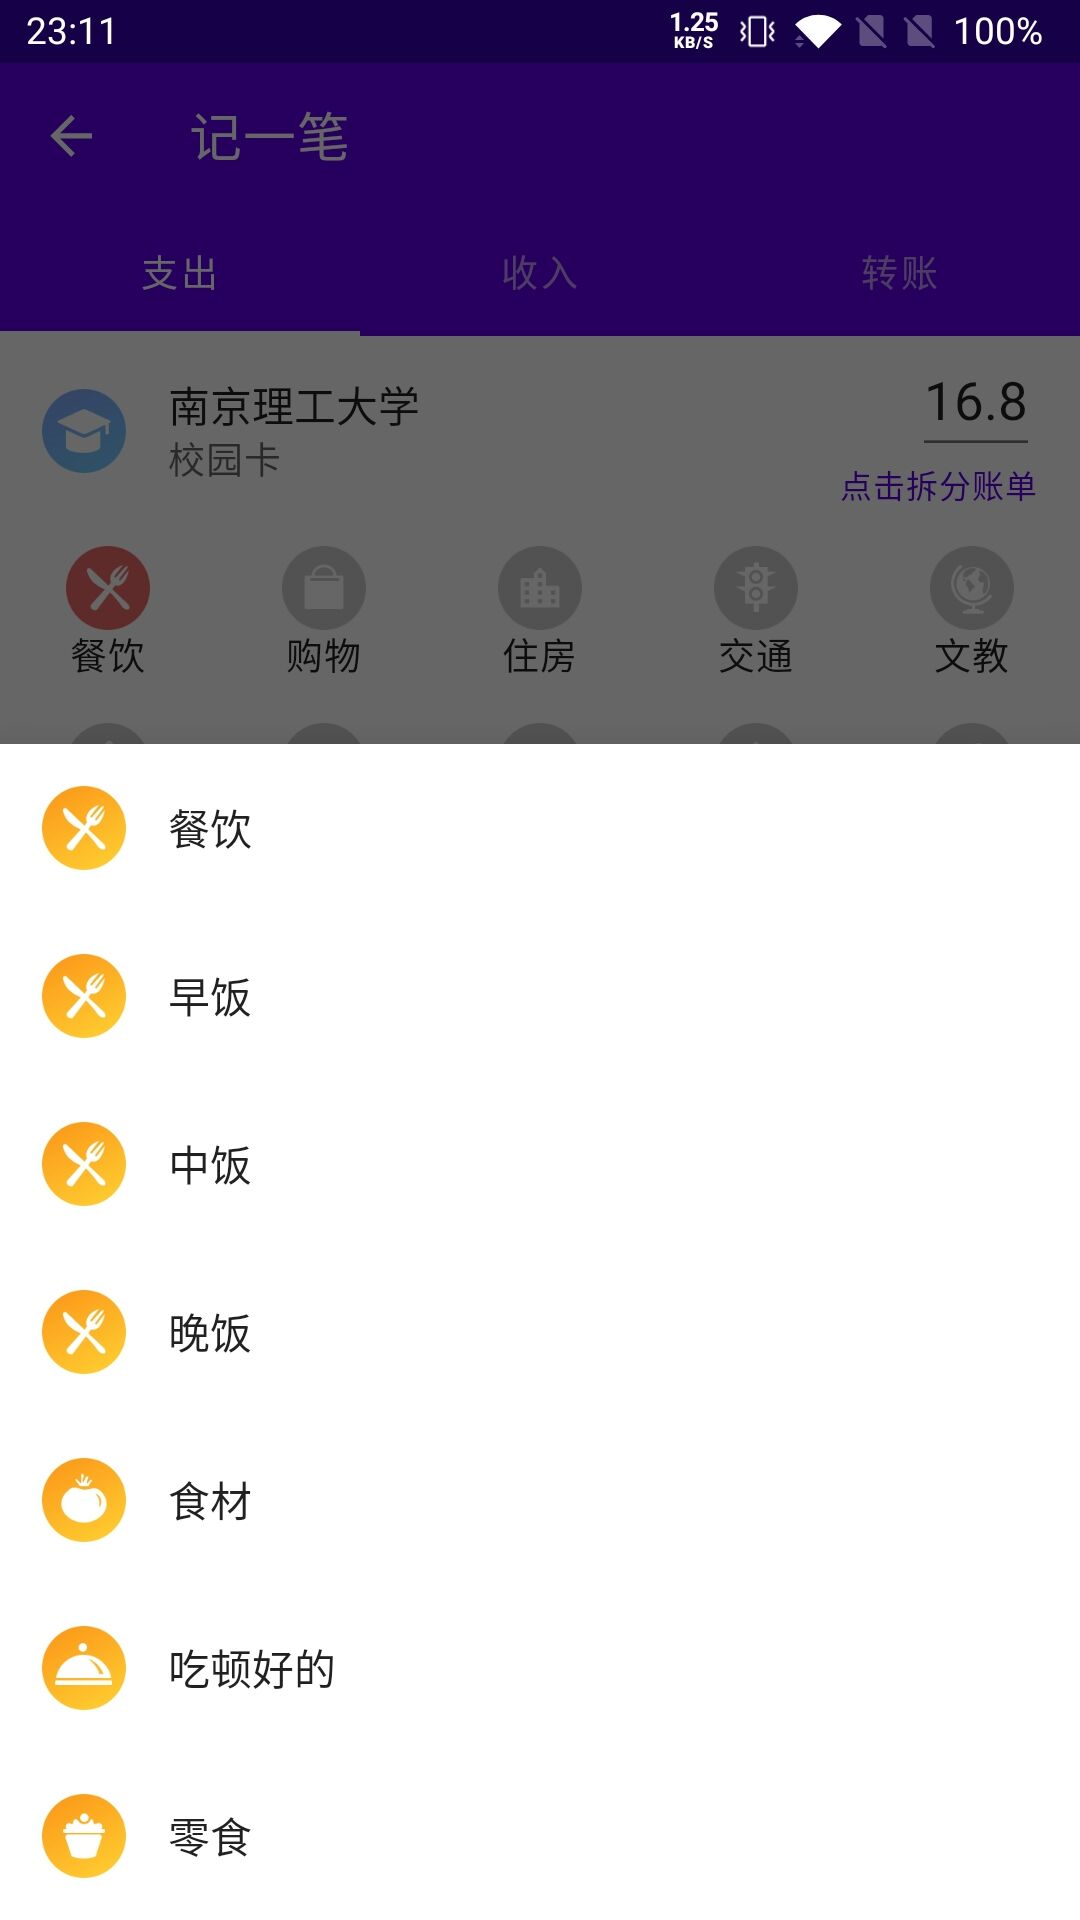 23:11 1.25 KB/S 100%
记一笔
支出 收入 转账
南京理工大学 16.8
校园卡
点击拆分账单
餐饮 购物 住房 交通 文教
餐饮
早饭
中饭
晚饭
食材
吃顿好的
零食